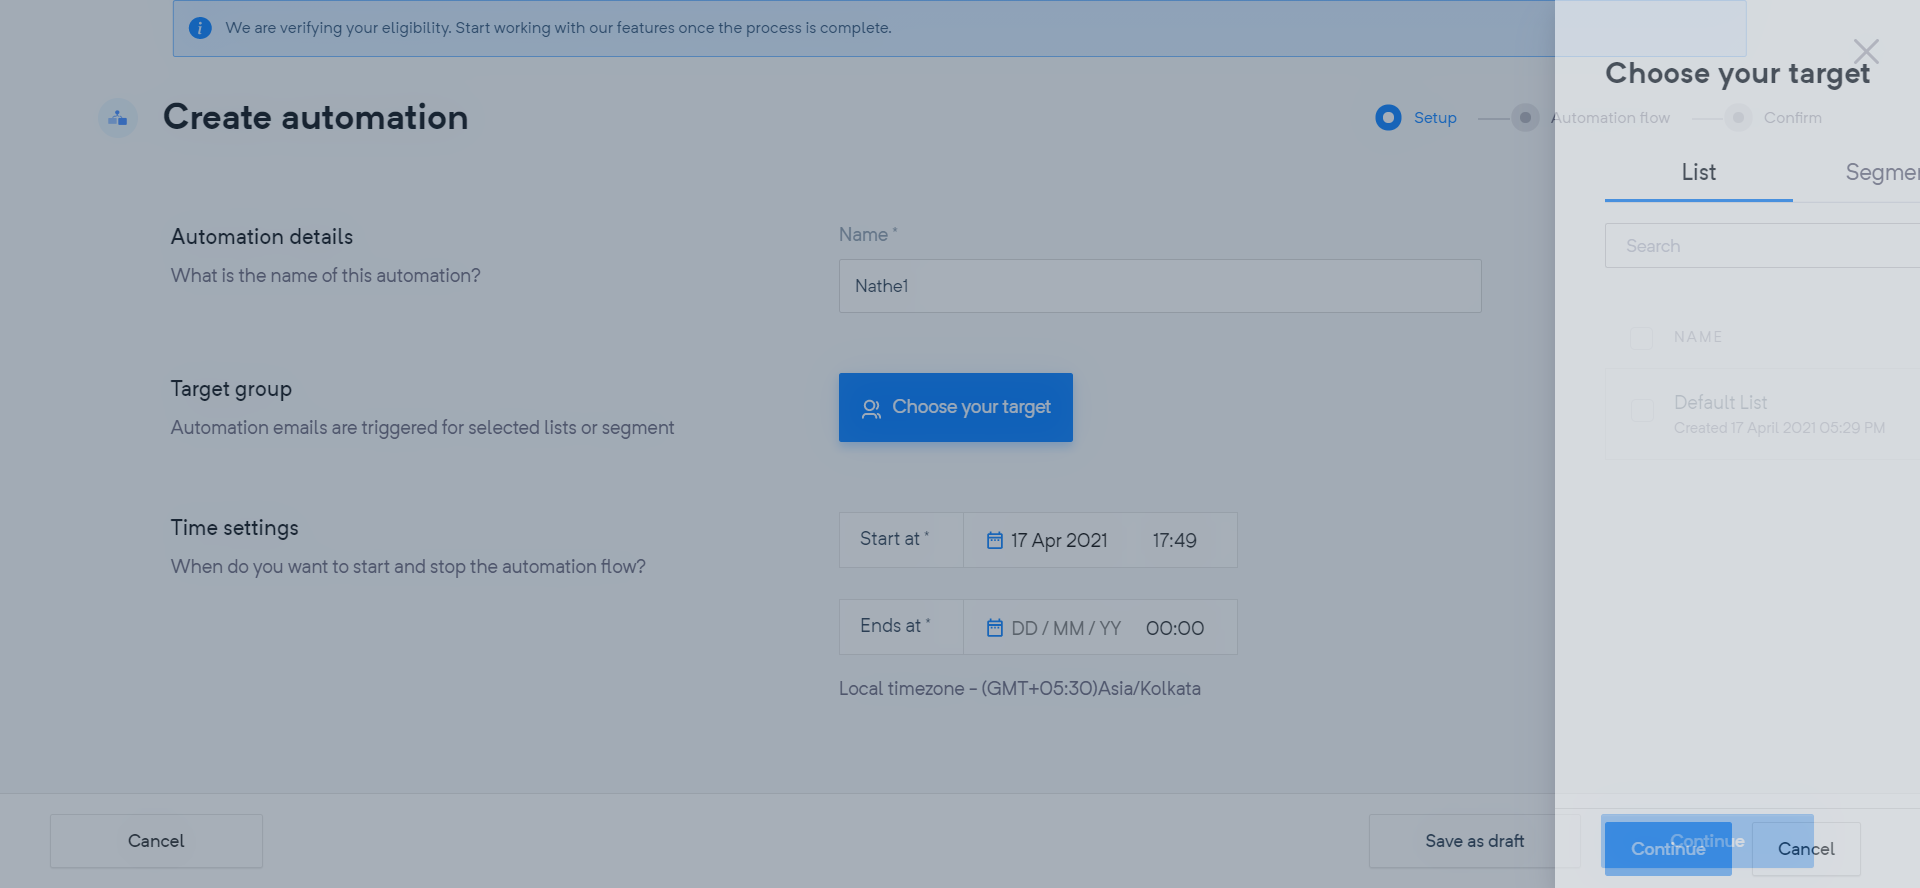 We are verifying your eligibility. Start working with our features once the process is complete.
Choose your target
Create automation
Setup
Automation flow
Confirm
List
Automation details
What is the name of this automation?
Name *
Nathe1
Search
NAME
Target group
Automation emails are triggered for selected lists or segment
Choose your target
Default List
Created 17 April 2021 05:29 PM
Time settings
When do you want to start and stop the automation flow?
Start at *
17 Apr 2021
17:49
Ends at *
DD / MM / YY
00:00
Local timezone - (GMT+05:30)Asia/Kolkata
Cancel
Save as draft
Continue
Continue
Cancel